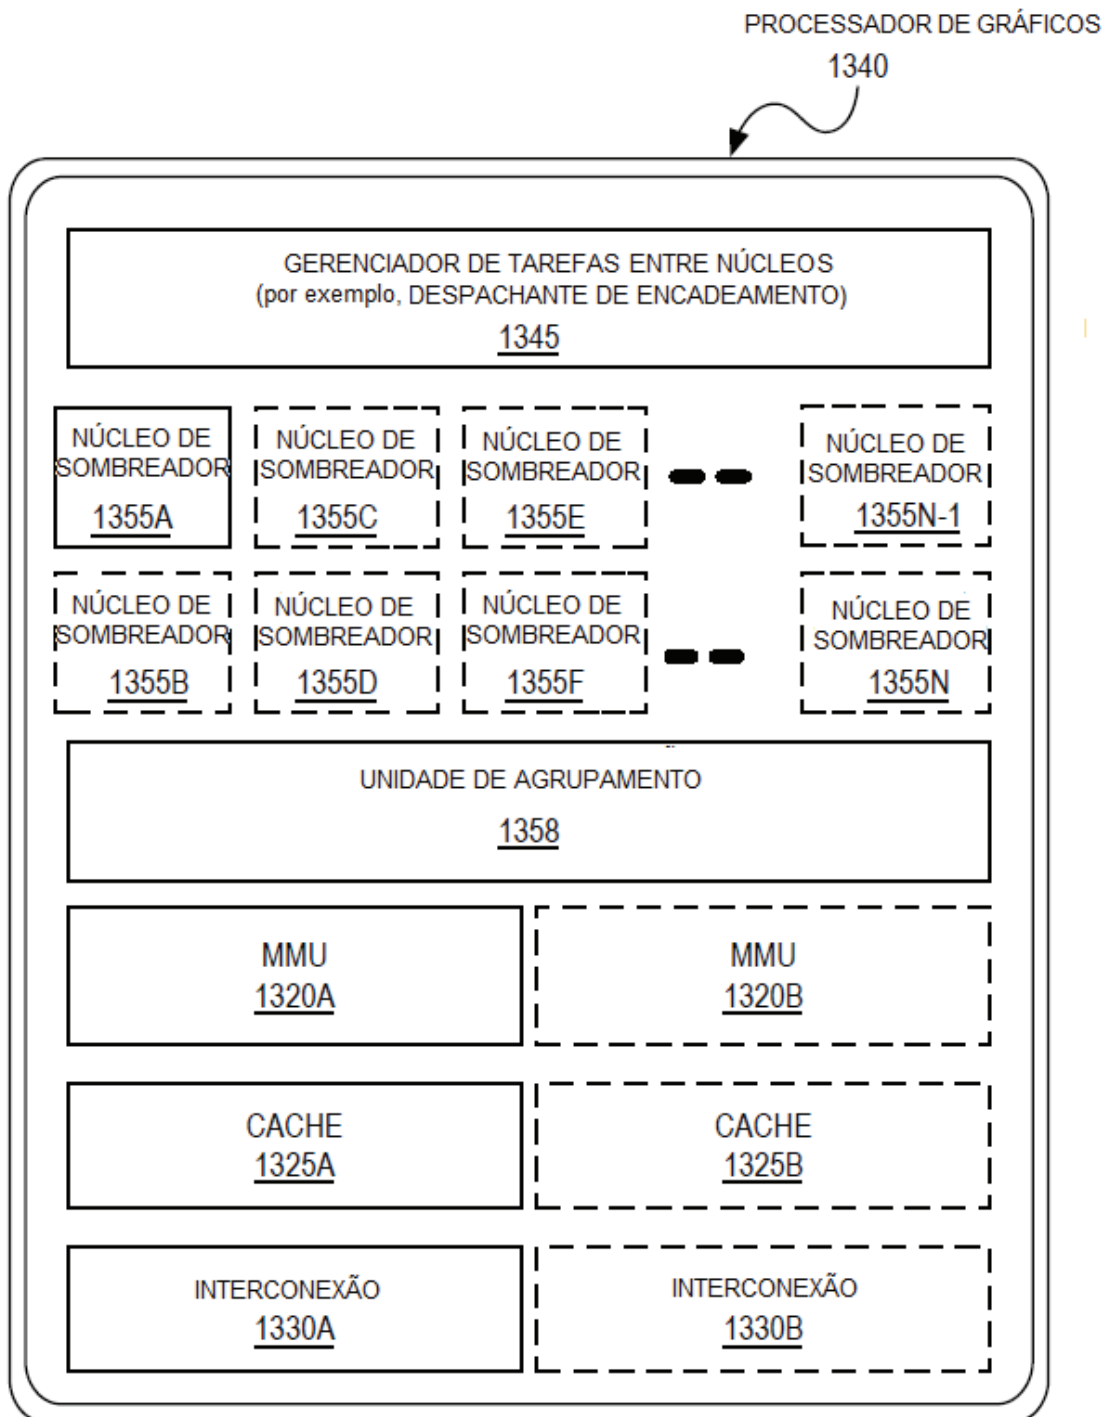 PROCESSADOR DE GRÁFICOS
1340
GERENCIADOR DE TAREFAS ENTRE NÚCLEOS
(por exemplo, DESPACHANTE DE ENCADEAMENTO)
1345
NÚCLEO DE
SOMBREADOR
1355A
NÚCLEO DE
SOMBREADOR
1355C
NÚCLEO DE
SOMBREADOR
1355E
NÚCLEO DE
SOMBREADOR
1355N-1
NÚCLEO DE
SOMBREADOR
1355B
NÚCLEO DE
SOMBREADOR
1355D
NÚCLEO DE
SOMBREADOR
1355F
NÚCLEO DE
SOMBREADOR
1355N
UNIDADE DE AGRUPAMENTO
1358
MMU
1320A
MMU
1320B
CACHE
1325A
CACHE
1325B
INTERCONEXÃO
1330A
INTERCONEXÃO
1330B